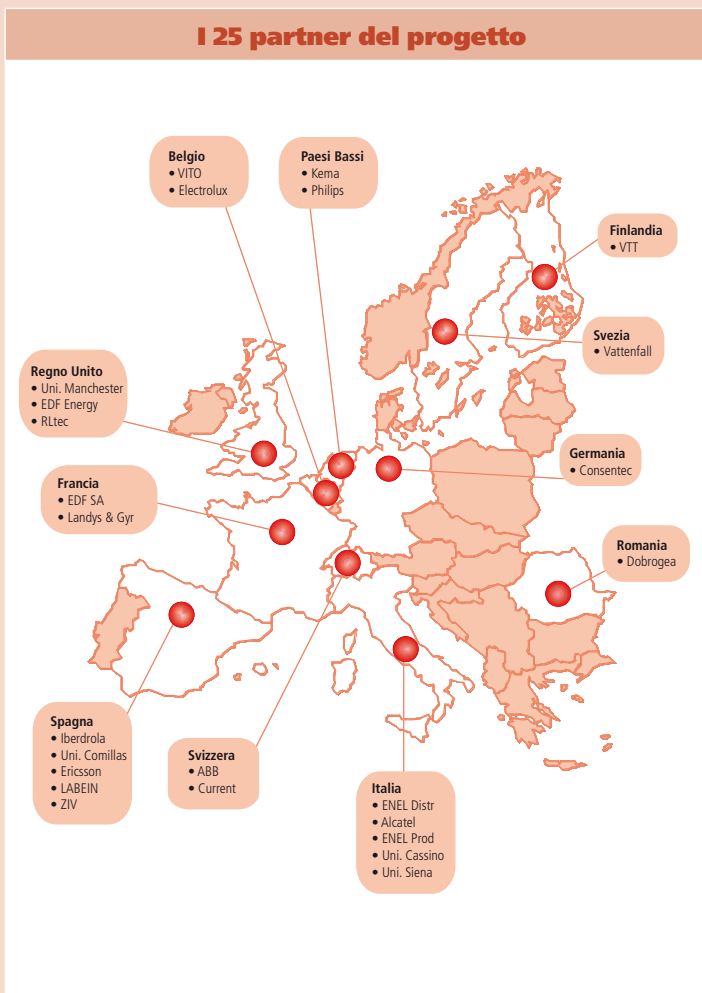 I 25 partner del progetto
Belgio
• VITO
• Electrolux
Paesi Bassi
• Kema
• Philips
Finlandia
• VTT
Svezia
• Vattenfall
Regno Unito
• Uni. Manchester
• EDF Energy
• RLtec
Germania
• Consentec
Francia
• EDF SA
• Landys & Gyr
Romania
• Dobrogea
Spagna
• Iberdrola
• Uni. Comillas
• Ericsson
• LABEIN
• ZIV
Svizzera
• ABB
• Current
Italia
• ENEL Distr
• Alcatel
• ENEL Prod
• Uni. Cassino
• Uni. Siena